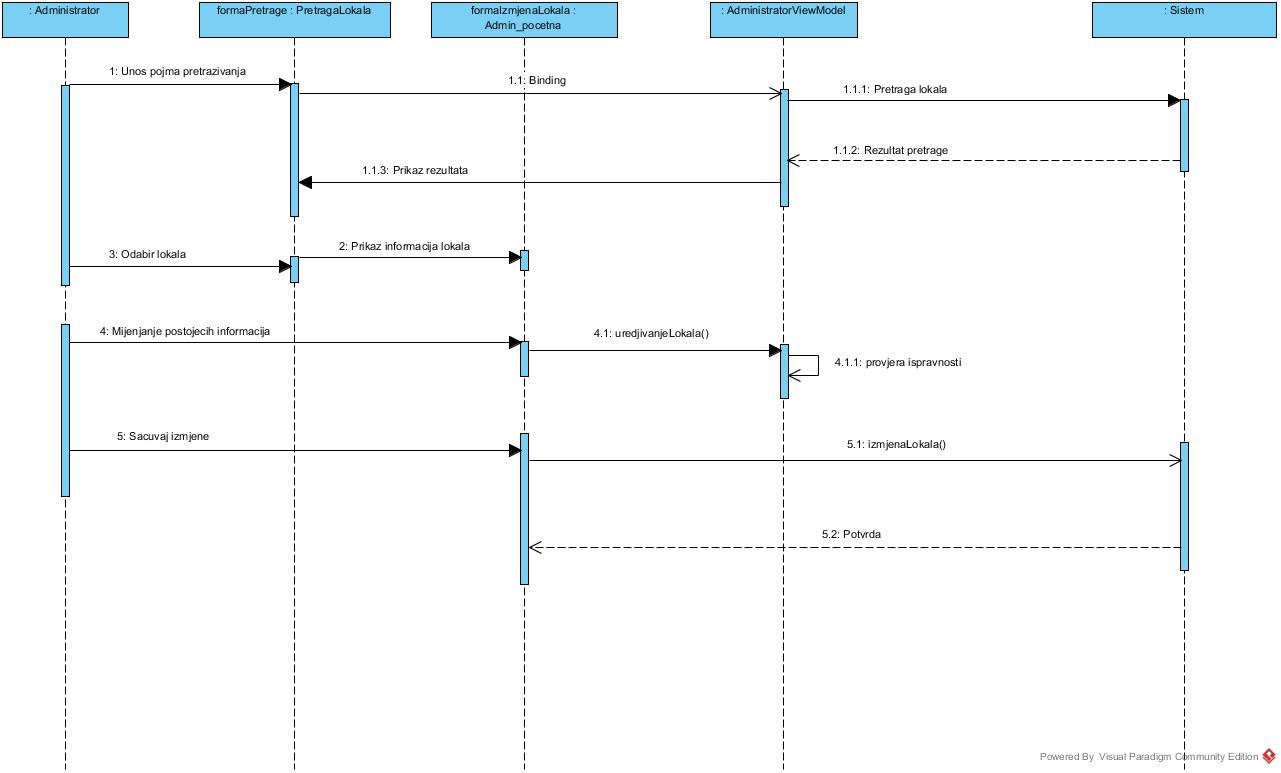 : Administrator
formaPretrage : PretragaLokala
formaIzmjenaLokala :
Admin_pocetna
: AdministratorViewModel
: Sistem
1: Unos pojma pretrazivanja
1.1: Binding
1.1.1: Pretraga lokala
1.1.2: Rezultat pretrage
1.1.3: Prikaz rezultata
2: Prikaz informacija lokala
3: Odabir lokala
4: Mijenjanje postojecih informacija
4.1: uredjivanjeLokala()
4.1.1: provjera ispravnosti
5: Sacuvaj izmjene
5.1: izmjenaLokala()
5.2: Potvrda
Powered By Visual Paradigm Community Edition